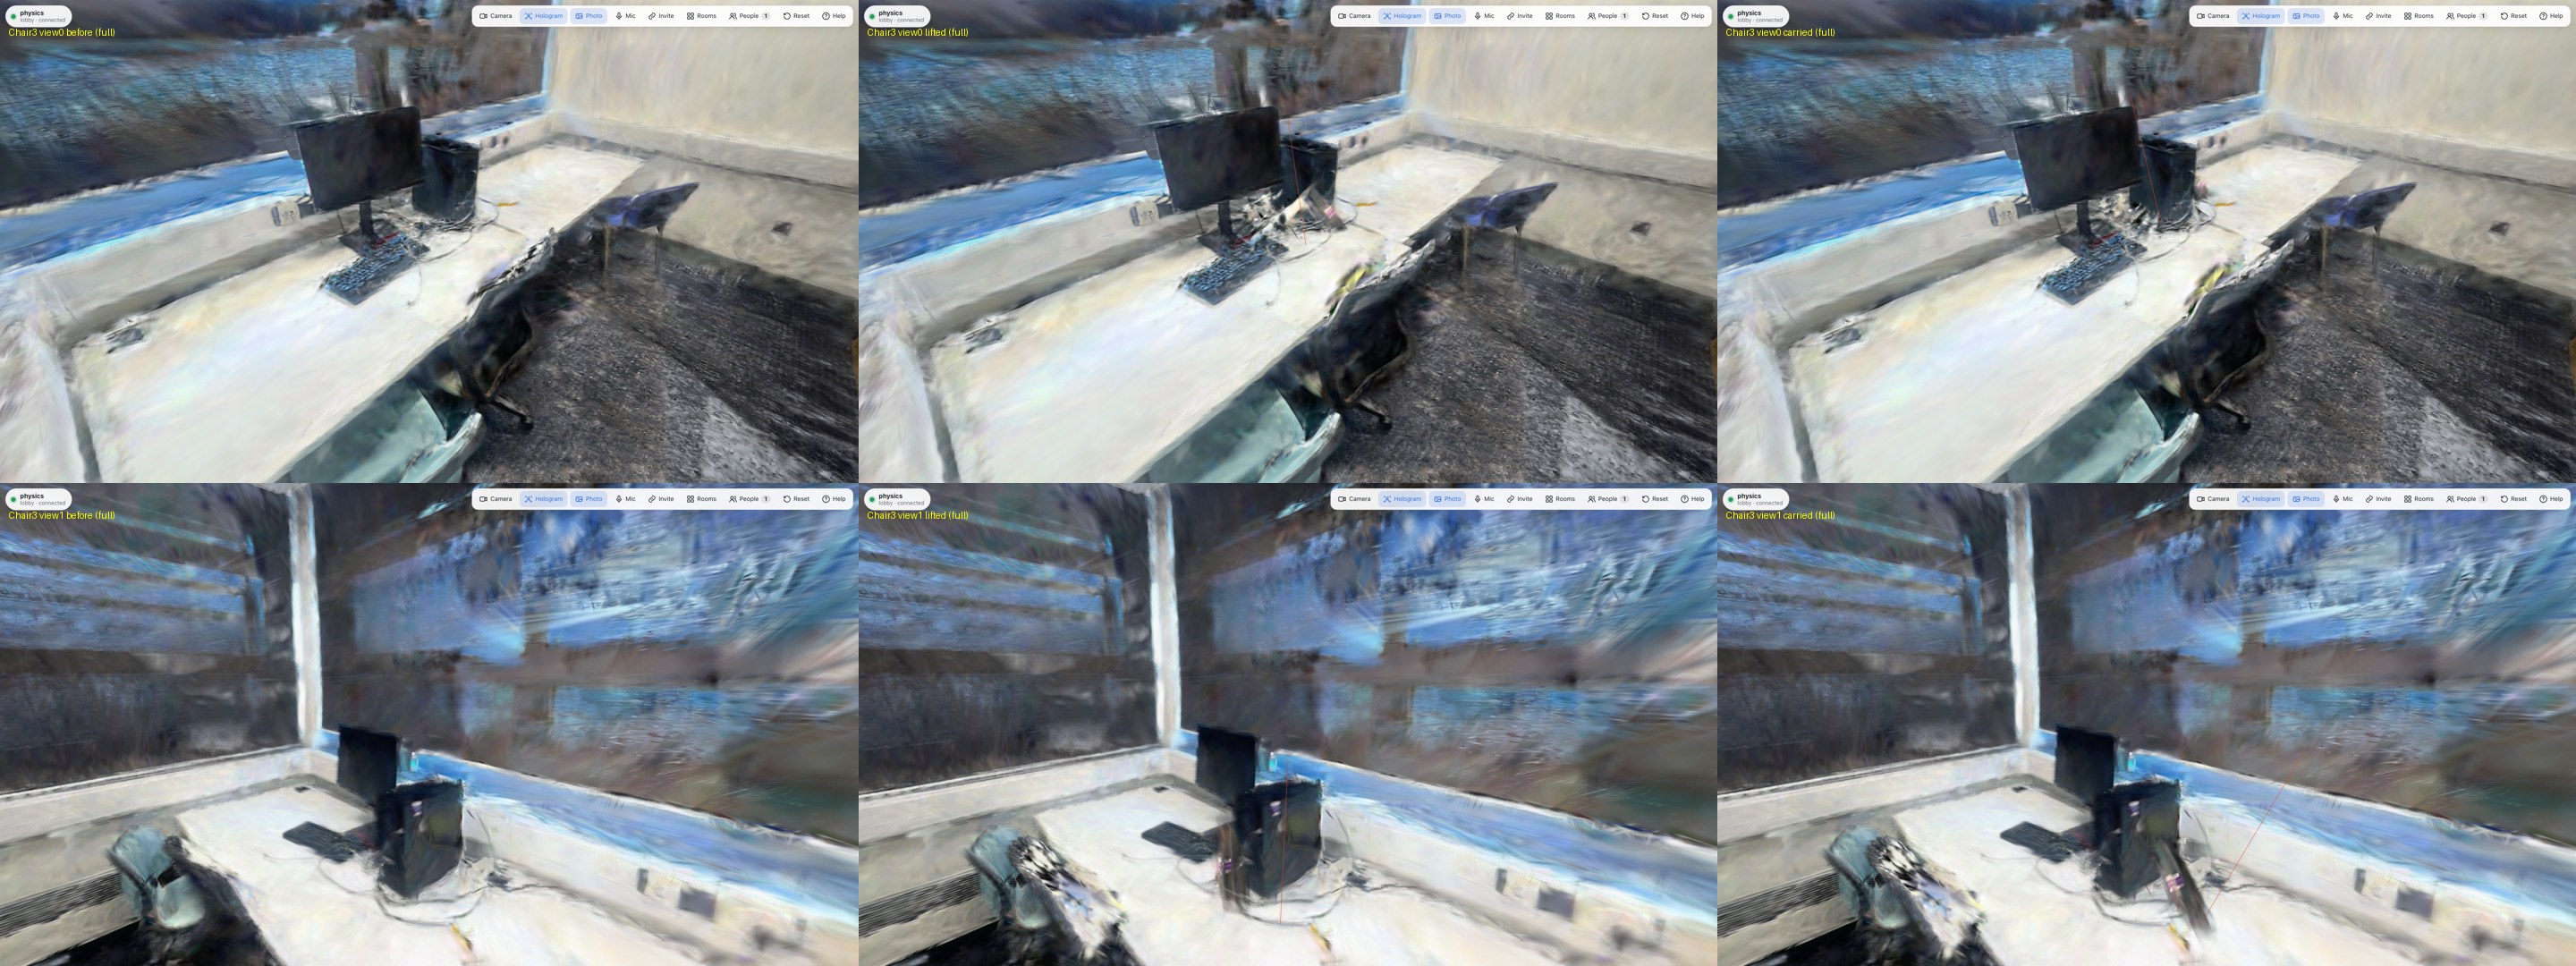 physics
lobby · connected
Camera Hologram Photo Mic Invite Rooms People 1 Reset Help
Chair3 view0 before (full)
physics
lobby · connected
Camera Hologram Photo Mic Invite Rooms People 1 Reset Help
Chair3 view0 lifted (full)
physics
lobby · connected
Camera Hologram Photo Mic Invite Rooms People 1 Reset Help
Chair3 view0 carried (full)
physics
lobby · connected
Camera Hologram Photo Mic Invite Rooms People 1 Reset Help
Chair3 view1 before (full)
physics
lobby · connected
Camera Hologram Photo Mic Invite Rooms People 1 Reset Help
Chair3 view1 lifted (full)
physics
lobby · connected
Camera Hologram Photo Mic Invite Rooms People 1 Reset Help
Chair3 view1 carried (full)